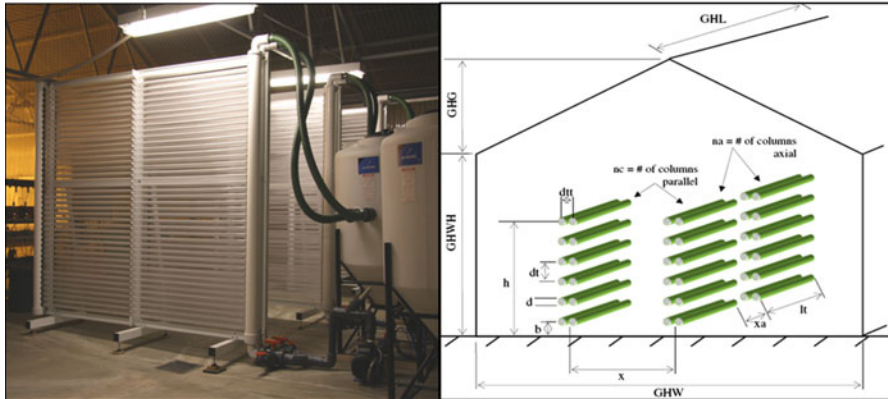 GHL
GHG
nc = # of columns
parallel
na = # of columns
axial
GHWH
dtt
h
dt
d
b
x
xa
lt
GHW